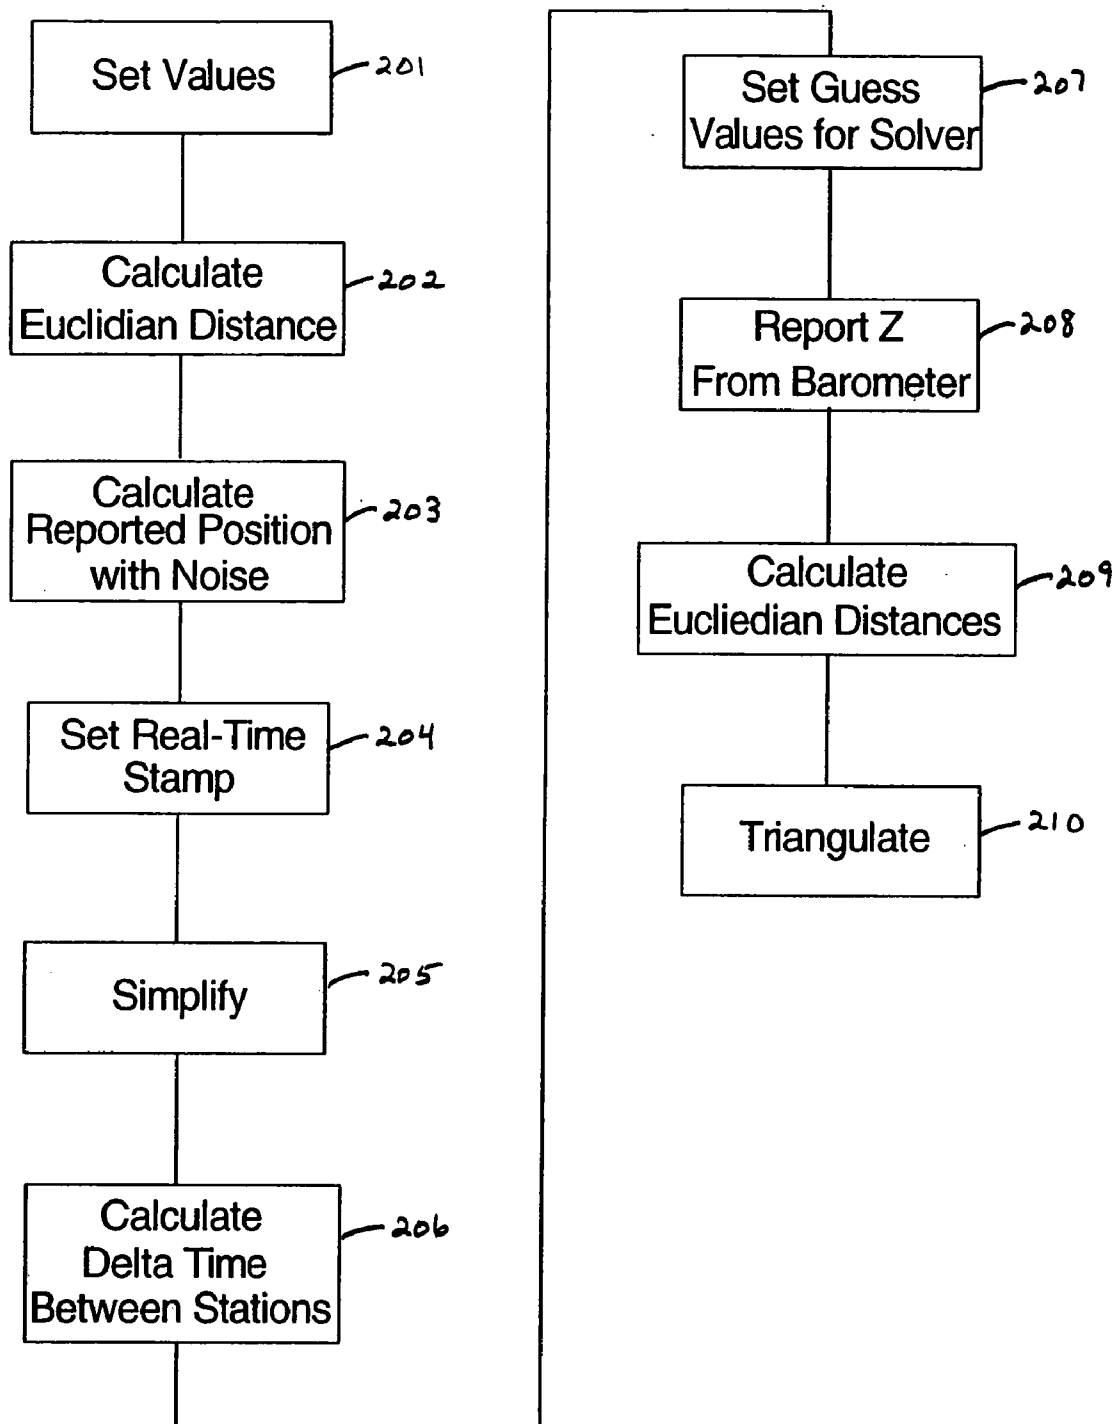 Set Values
201
Calculate
Euclidian Distance
202
Calculate
Reported Position
with Noise
203
Set Real-Time
Stamp
204
Simplify
205
Calculate
Delta Time
Between Stations
206
Set Guess
Values for Solver
207
Report Z
From Barometer
208
Calculate
Eucliedian Distances
209
Triangulate
210